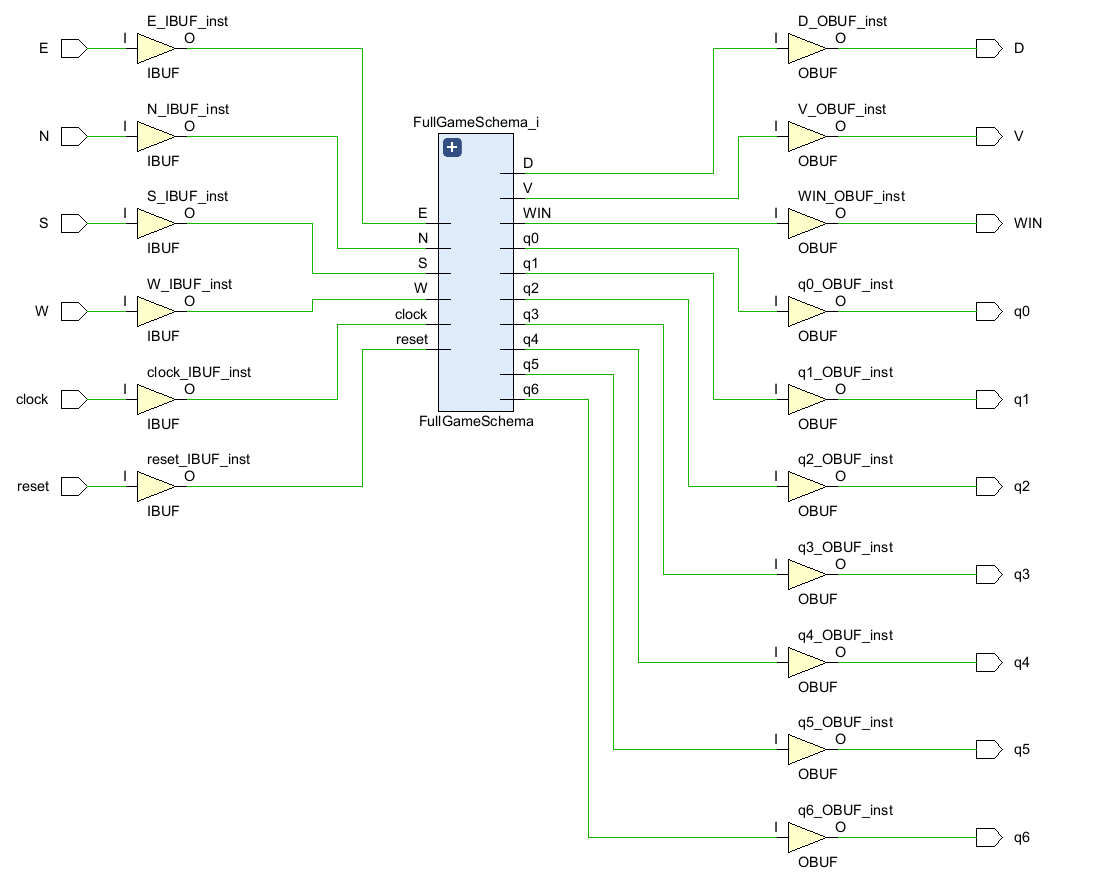 E_IBUF_inst
E
I
O
IBUF
N_IBUF_inst
N
I
O
IBUF
S_IBUF_inst
S
I
O
IBUF
W_IBUF_inst
W
I
O
IBUF
clock_IBUF_inst
clock
I
O
IBUF
reset_IBUF_inst
reset
I
O
IBUF
FullGameSchema_i
E
N
S
W
clock
reset
D
V
WIN
q0
q1
q2
q3
q4
q5
q6
FullGameSchema
D_OBUF_inst
I
O
D
OBUF
V_OBUF_inst
I
O
V
OBUF
WIN_OBUF_inst
I
O
WIN
OBUF
q0_OBUF_inst
I
O
q0
OBUF
q1_OBUF_inst
I
O
q1
OBUF
q2_OBUF_inst
I
O
q2
OBUF
q3_OBUF_inst
I
O
q3
OBUF
q4_OBUF_inst
I
O
q4
OBUF
q5_OBUF_inst
I
O
q5
OBUF
q6_OBUF_inst
I
O
q6
OBUF